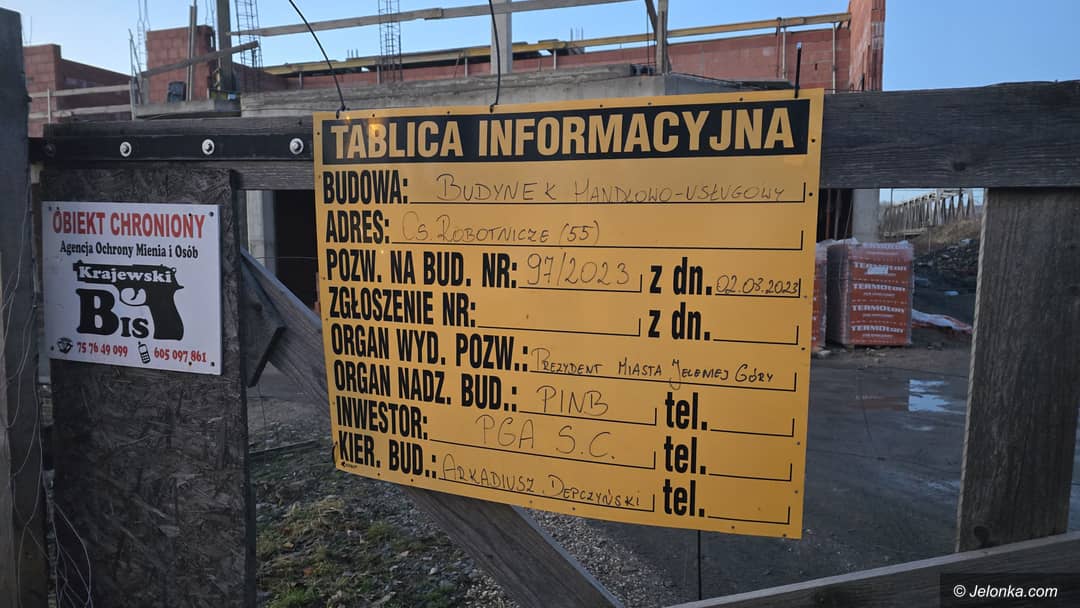 TABLICA INFORMACYJNA
BUDOWA: BUDYNEK HANDLOWO-USŁUGOWY
ADRES: Os. ROBOTNICZE (55)
POZW. NA BUD. NR: 97/2023 z dn. 02.08.2023
ZGŁOSZENIE NR: z dn.
ORGAN WYD. POZW.: PREZYDENT MIASTA JELENIEJ GÓRY
ORGAN NADZ. BUD.: PINB tel.
INWESTOR: PGA S.C. tel.
KIER. BUD.: ARKADIUSZ DEPCZYŃSKI tel.
OBIEKT CHRONIONY
Agencja Ochrony Mienia i Osób
Krajewski
BIS
75 76 49 099 605 097 861
TERMOTON
© Jelonka.com